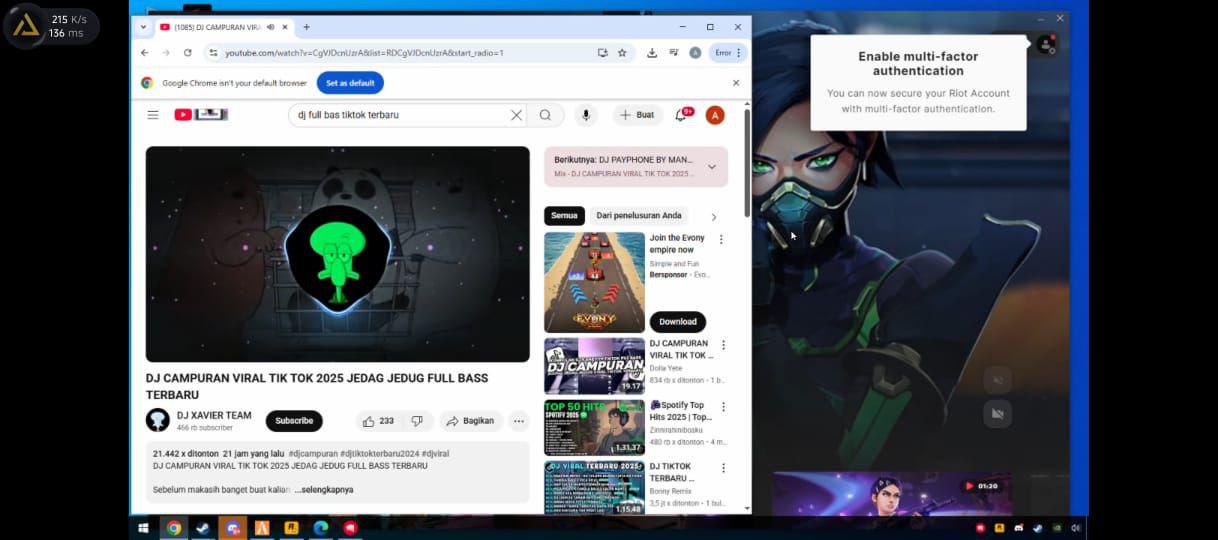 215 K/s
136 ms
(1085) DJ CAMPURAN VIRA
youtube.com/watch?v=CgVJDcnUzrA&list=RDCgVJDcnUzrA&start_radio=1
A
Error
Google Chrome isn't your default browser
Set as default
dj full bas tiktok terbaru
Buat
9+
A
Berikutnya: DJ PAYPHONE BY MAN...
Mix - DJ CAMPURAN VIRAL TIK TOK 2025 ...
Semua
Dari penelusuran Anda
Join the Evony
empire now
Simple and Fun
Bersponsor · Evo...
EVONY
Download
DJ CAMPURAN
19.17
DJ CAMPURAN
VIRAL TIK TOK ...
Dolla Yete
834 rb x ditonton · 1 b...
TOP 50 HITS
SPOTIFY 2025
1.31.37
Spotify Top
Hits 2025 | Top...
Zinnirahinibosku
480 rb x ditonton · 4 m...
DJ VIRAL TERBARU 2025
1.15.48
DJ TIKTOK
TERBARU ...
Bonny Remix
3,5 jt x ditonton · 1 bul...
DJ CAMPURAN VIRAL TIK TOK 2025 JEDAG JEDUG FULL BASS
TERBARU
DJ XAVIER TEAM
456 rb subscriber
Subscribe
233
Bagikan
21.442 x ditonton 21 jam yang lalu #djcampuran #djtiktokterbaru2024 #djviral
DJ CAMPURAN VIRAL TIK TOK 2025 JEDAG JEDUG FULL BASS TERBARU
Sebelum makasih banget buat kalian ...selengkapnya
Enable multi-factor
authentication
You can now secure your Riot Account
with multi-factor authentication.
01:20